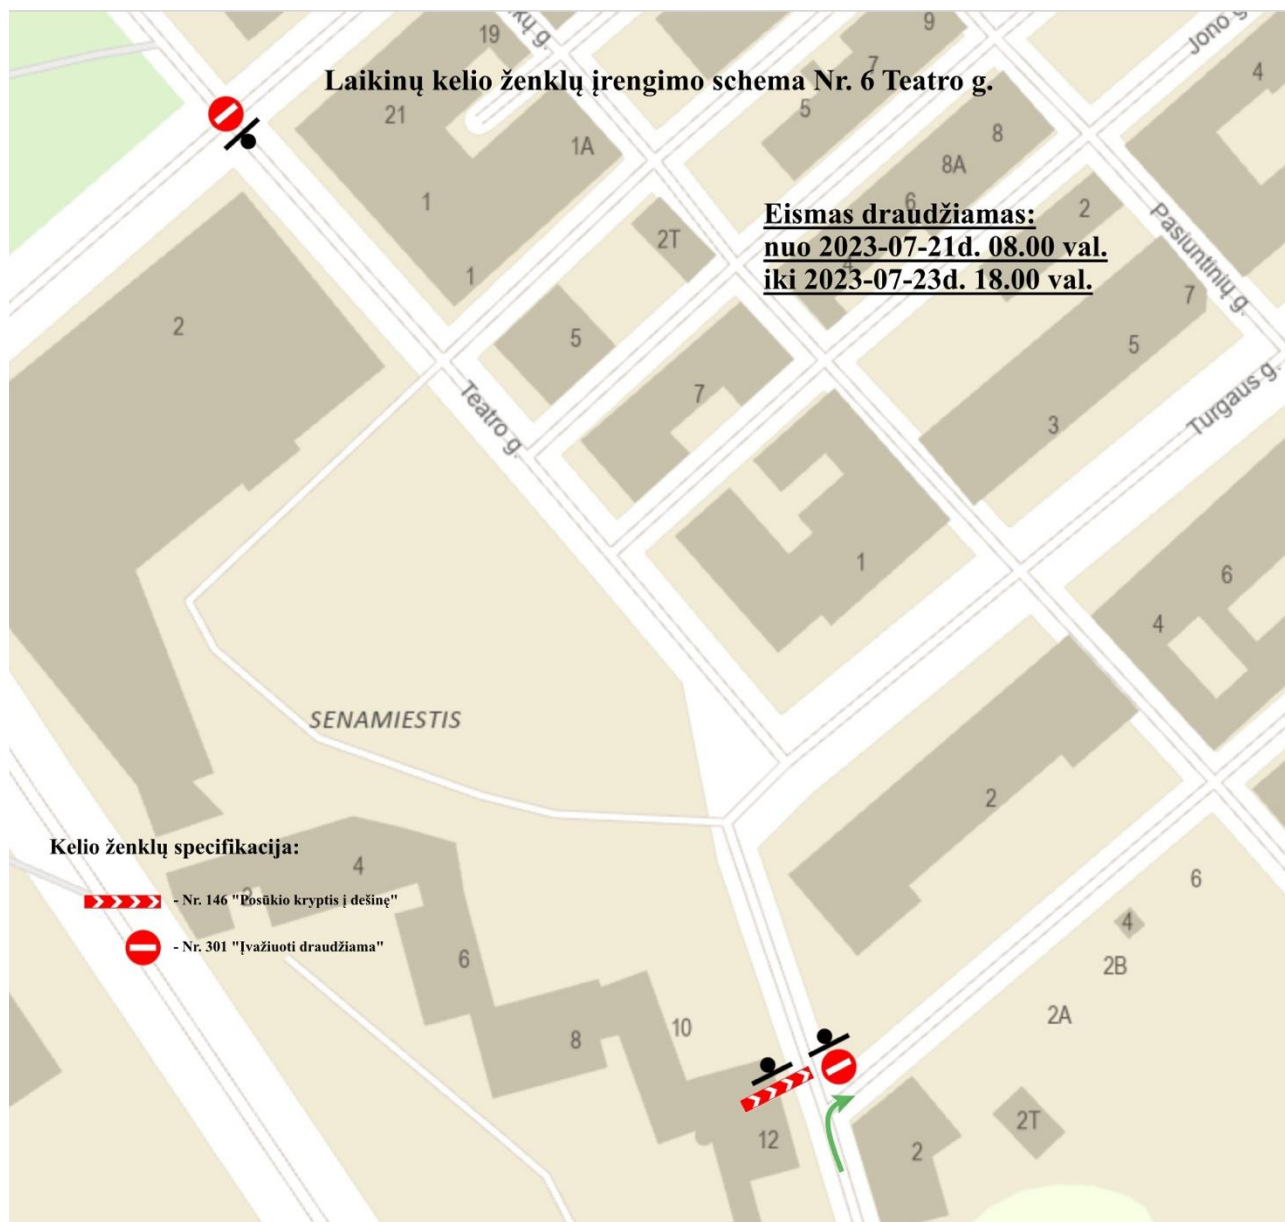 19
kų g.
9
Jono g.
Laikinų kelio ženklų įrengimo schema Nr. 6 Teatro g.
7
4
21
5
1A
8
8A
1
6
2
2T
Eismas draudžiamas:
nuo 2023-07-21d. 08.00 val.
iki 2023-07-23d. 18.00 val.
Pasiuntinių g.
4
1
7
2
5
5
7
Teatro g.
Turgaus g.
3
1
6
4
SENAMIESTIS
2
Kelio ženklų specifikacija:
4
6
- Nr. 146 "Posūkio kryptis į dešinę"
4
- Nr. 301 "Įvažiuoti draudžiama"
6
2B
2A
10
8
2T
12
2